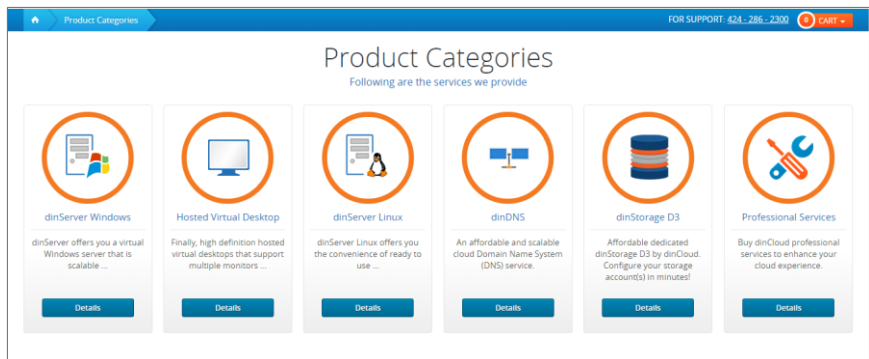 Product Categories
FOR SUPPORT: 424 - 286 - 2300
0
CART
Product Categories
Following are the services we provide
dinServer Windows
dinServer offers you a virtual
Windows server that is
scalable ...
Details
Hosted Virtual Desktop
Finally, high definition hosted
virtual desktops that support
multiple monitors ...
Details
dinServer Linux
dinServer Linux offers you
the convenience of ready to
use ...
Details
dinDNS
An affordable and scalable
cloud Domain Name System
(DNS) service.
Details
dinStorage D3
Affordable dedicated
dinStorage D3 by dinCloud.
Configure your storage
account(s) in minutes!
Details
Professional Services
Buy dinCloud professional
services to enhance your
cloud experience.
Details